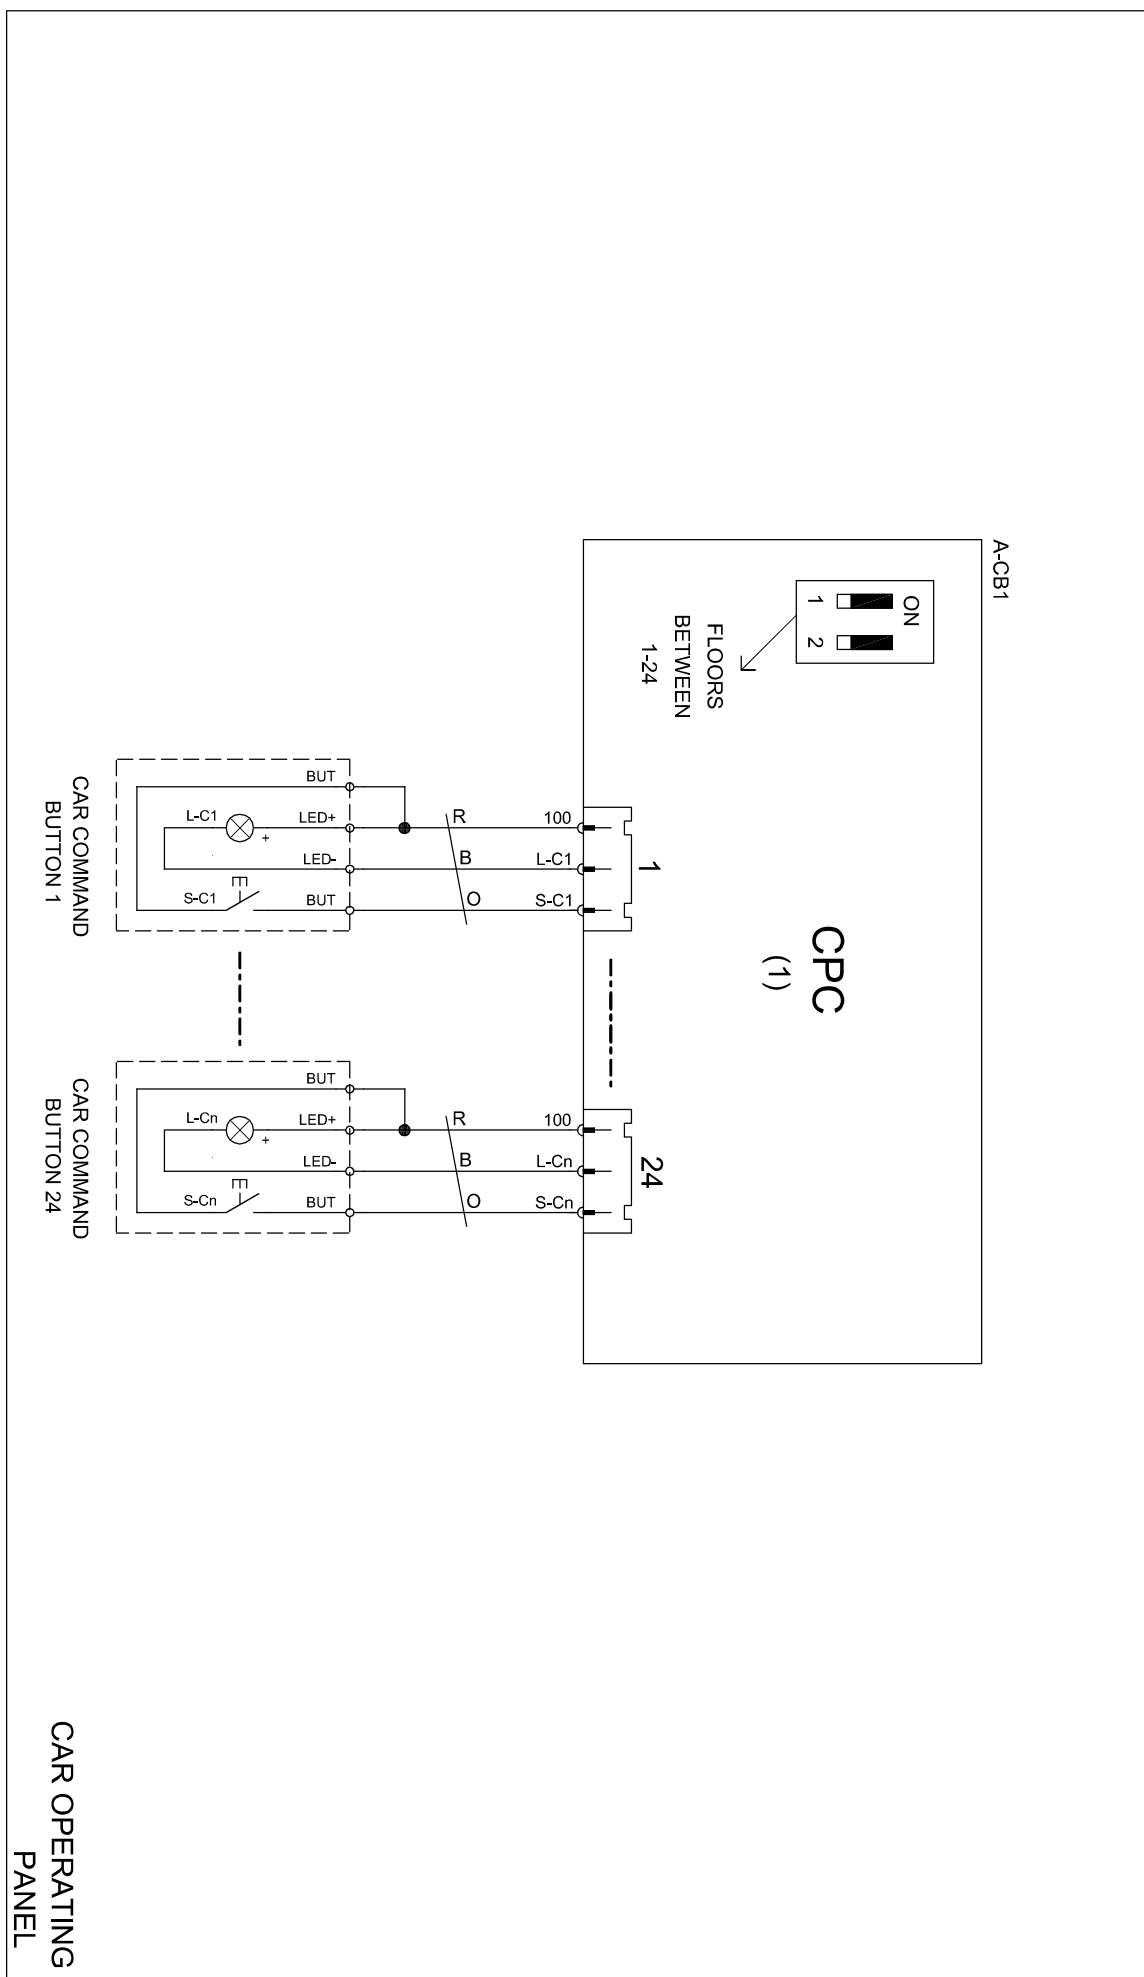 A-CB1
ON
1
2
FLOORS
BETWEEN
1-24
CPC
(1)
1
100
L-C1
S-C1
R
B
O
BUT
LED+
LED-
BUT
L-C1
+
S-C1
CAR COMMAND
BUTTON 1
24
100
L-Cn
S-Cn
R
B
O
BUT
LED+
LED-
BUT
L-Cn
+
S-Cn
CAR COMMAND
BUTTON 24
CAR OPERATING
PANEL